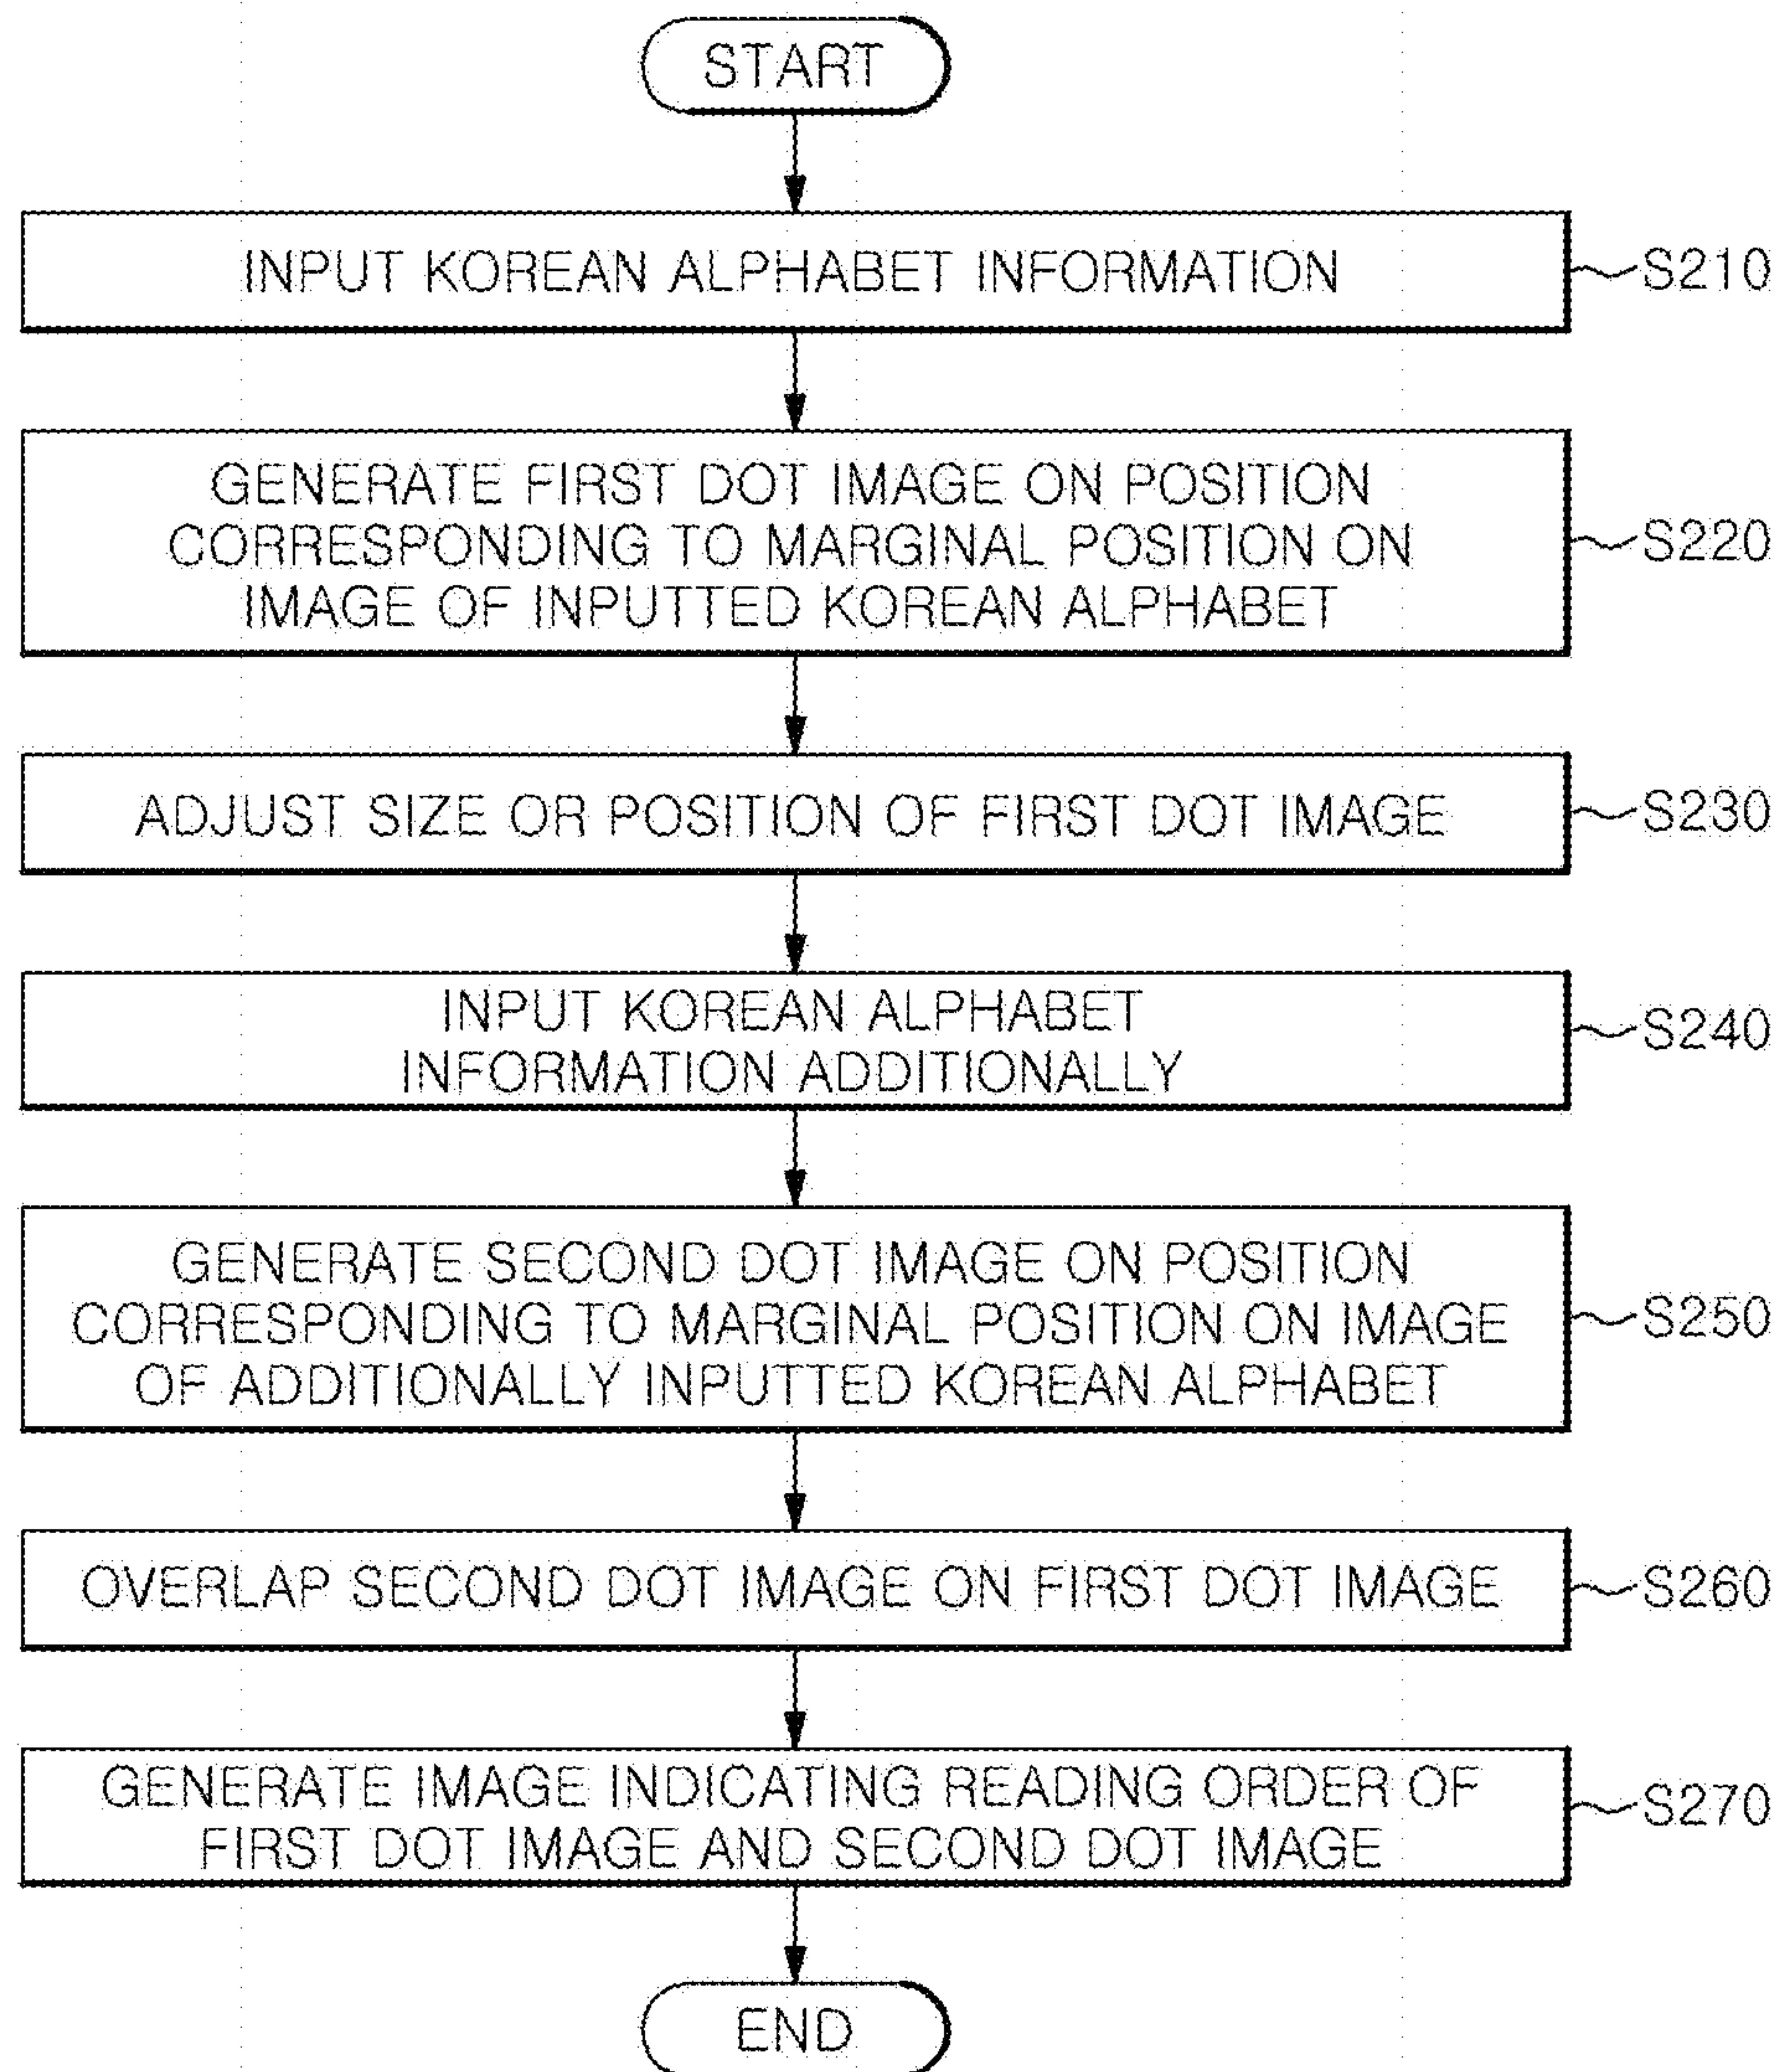 START
INPUT KOREAN ALPHABET INFORMATION
S210
GENERATE FIRST DOT IMAGE ON POSITION
CORRESPONDING TO MARGINAL POSITION ON
IMAGE OF INPUTTED KOREAN ALPHABET
S220
ADJUST SIZE OR POSITION OF FIRST DOT IMAGE
S230
INPUT KOREAN ALPHABET
INFORMATION ADDITIONALLY
S240
GENERATE SECOND DOT IMAGE ON POSITION
CORRESPONDING TO MARGINAL POSITION ON IMAGE
OF ADDITIONALLY INPUTTED KOREAN ALPHABET
S250
OVERLAP SECOND DOT IMAGE ON FIRST DOT IMAGE
S260
GENERATE IMAGE INDICATING READING ORDER OF
FIRST DOT IMAGE AND SECOND DOT IMAGE
S270
END